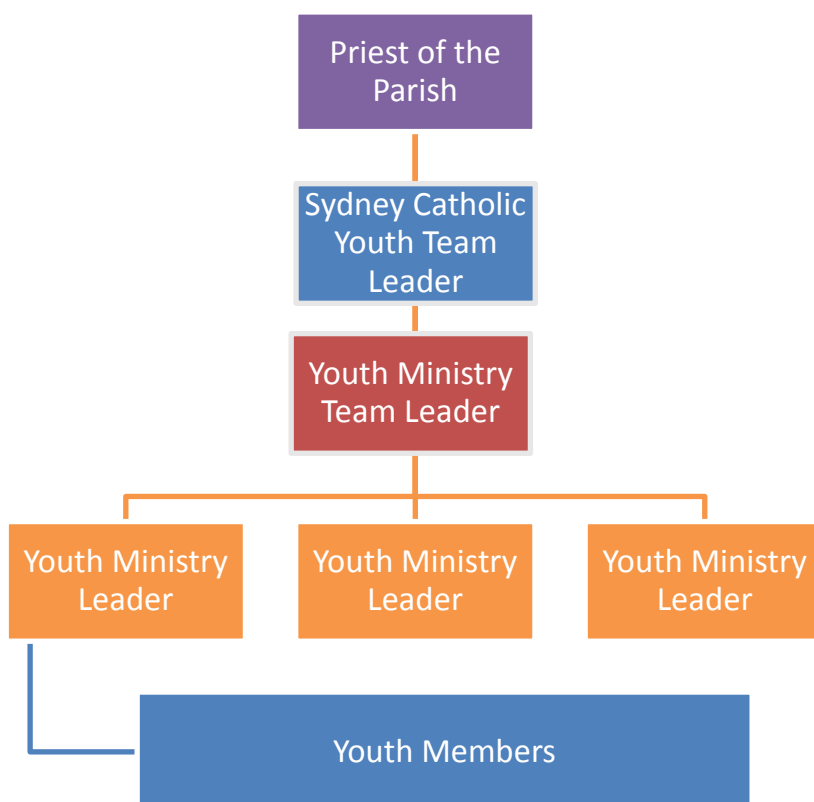 Priest of the
Parish
Sydney Catholic
Youth Team
Leader
Youth Ministry
Team Leader
Youth Ministry
Leader
Youth Ministry
Leader
Youth Ministry
Leader
Youth Members